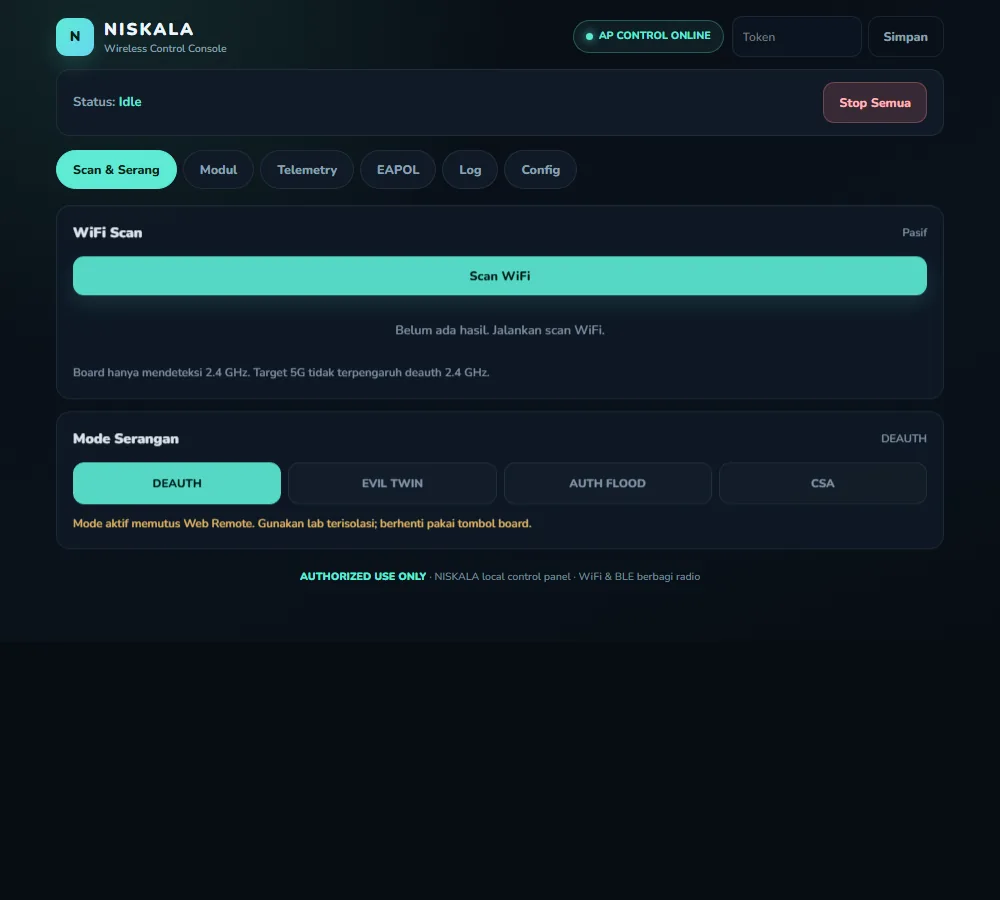 N
NISKALA
Wireless Control Console
AP CONTROL ONLINE
Token
Simpan
Status: Idle
Stop Semua
Scan & Serang
Modul
Telemetry
EAPOL
Log
Config
WiFi Scan
Pasif
Scan WiFi
Belum ada hasil. Jalankan scan WiFi.
Board hanya mendeteksi 2.4 GHz. Target 5G tidak terpengaruh deauth 2.4 GHz.
Mode Serangan
DEAUTH
DEAUTH
EVIL TWIN
AUTH FLOOD
CSA
Mode aktif memutus Web Remote. Gunakan lab terisolasi; berhenti pakai tombol board.
AUTHORIZED USE ONLY · NISKALA local control panel · WiFi & BLE berbagi radio